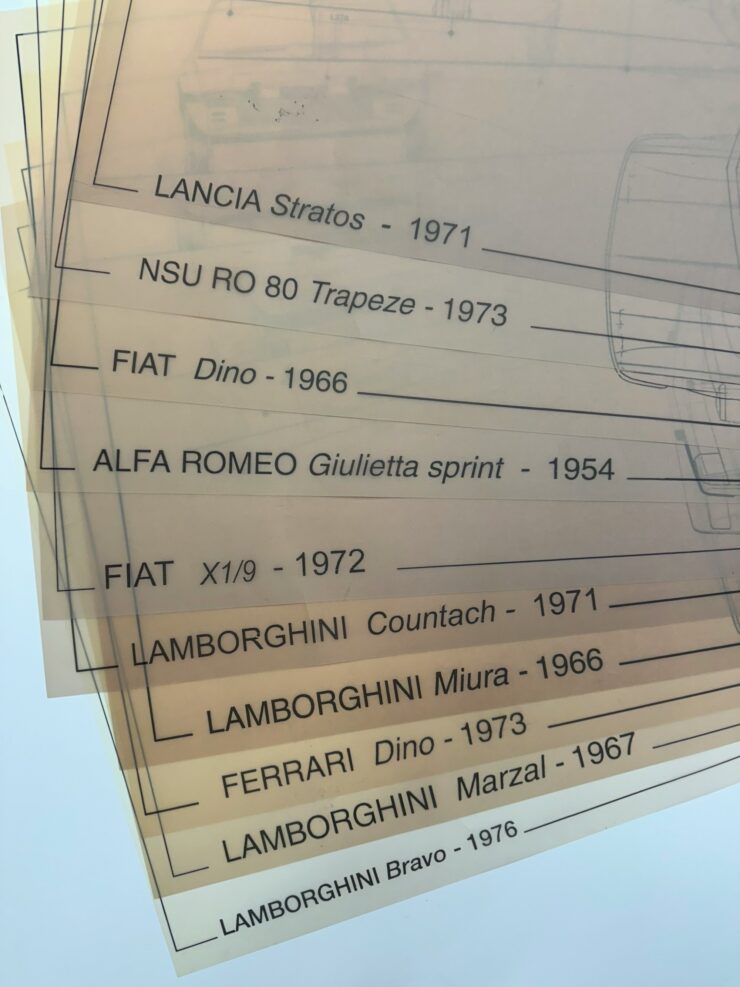 LANCIA Stratos - 1971
NSU RO 80 Trapeze - 1973
FIAT Dino - 1966
ALFA ROMEO Giulietta sprint - 1954
FIAT X1/9 - 1972
LAMBORGHINI Countach - 1971
LAMBORGHINI Miura - 1966
FERRARI Dino - 1973
LAMBORGHINI Marzal - 1967
LAMBORGHINI Bravo - 1976